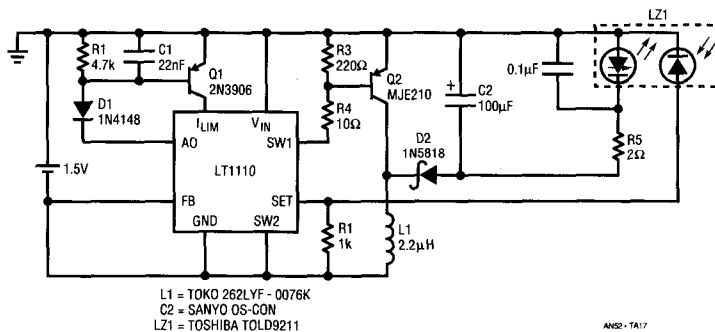 LZ1
R1
4.7k
C1
22nF
Q1
2N3906
R3
220Ω
Q2
MJE210
+
C2
100µF
0.1µF
D1
1N4148
R4
10Ω
ILIM
VIN
AO
SW1
LT1110
D2
1N5818
R5
2Ω
1.5V
FB
SET
GND
SW2
R1
1k
L1
2.2µH
L1 = TOKO 262LYF - 0076K
C2 = SANYO OS-CON
LZ1 = TOSHIBA TOLD9211
AN52 • TA17